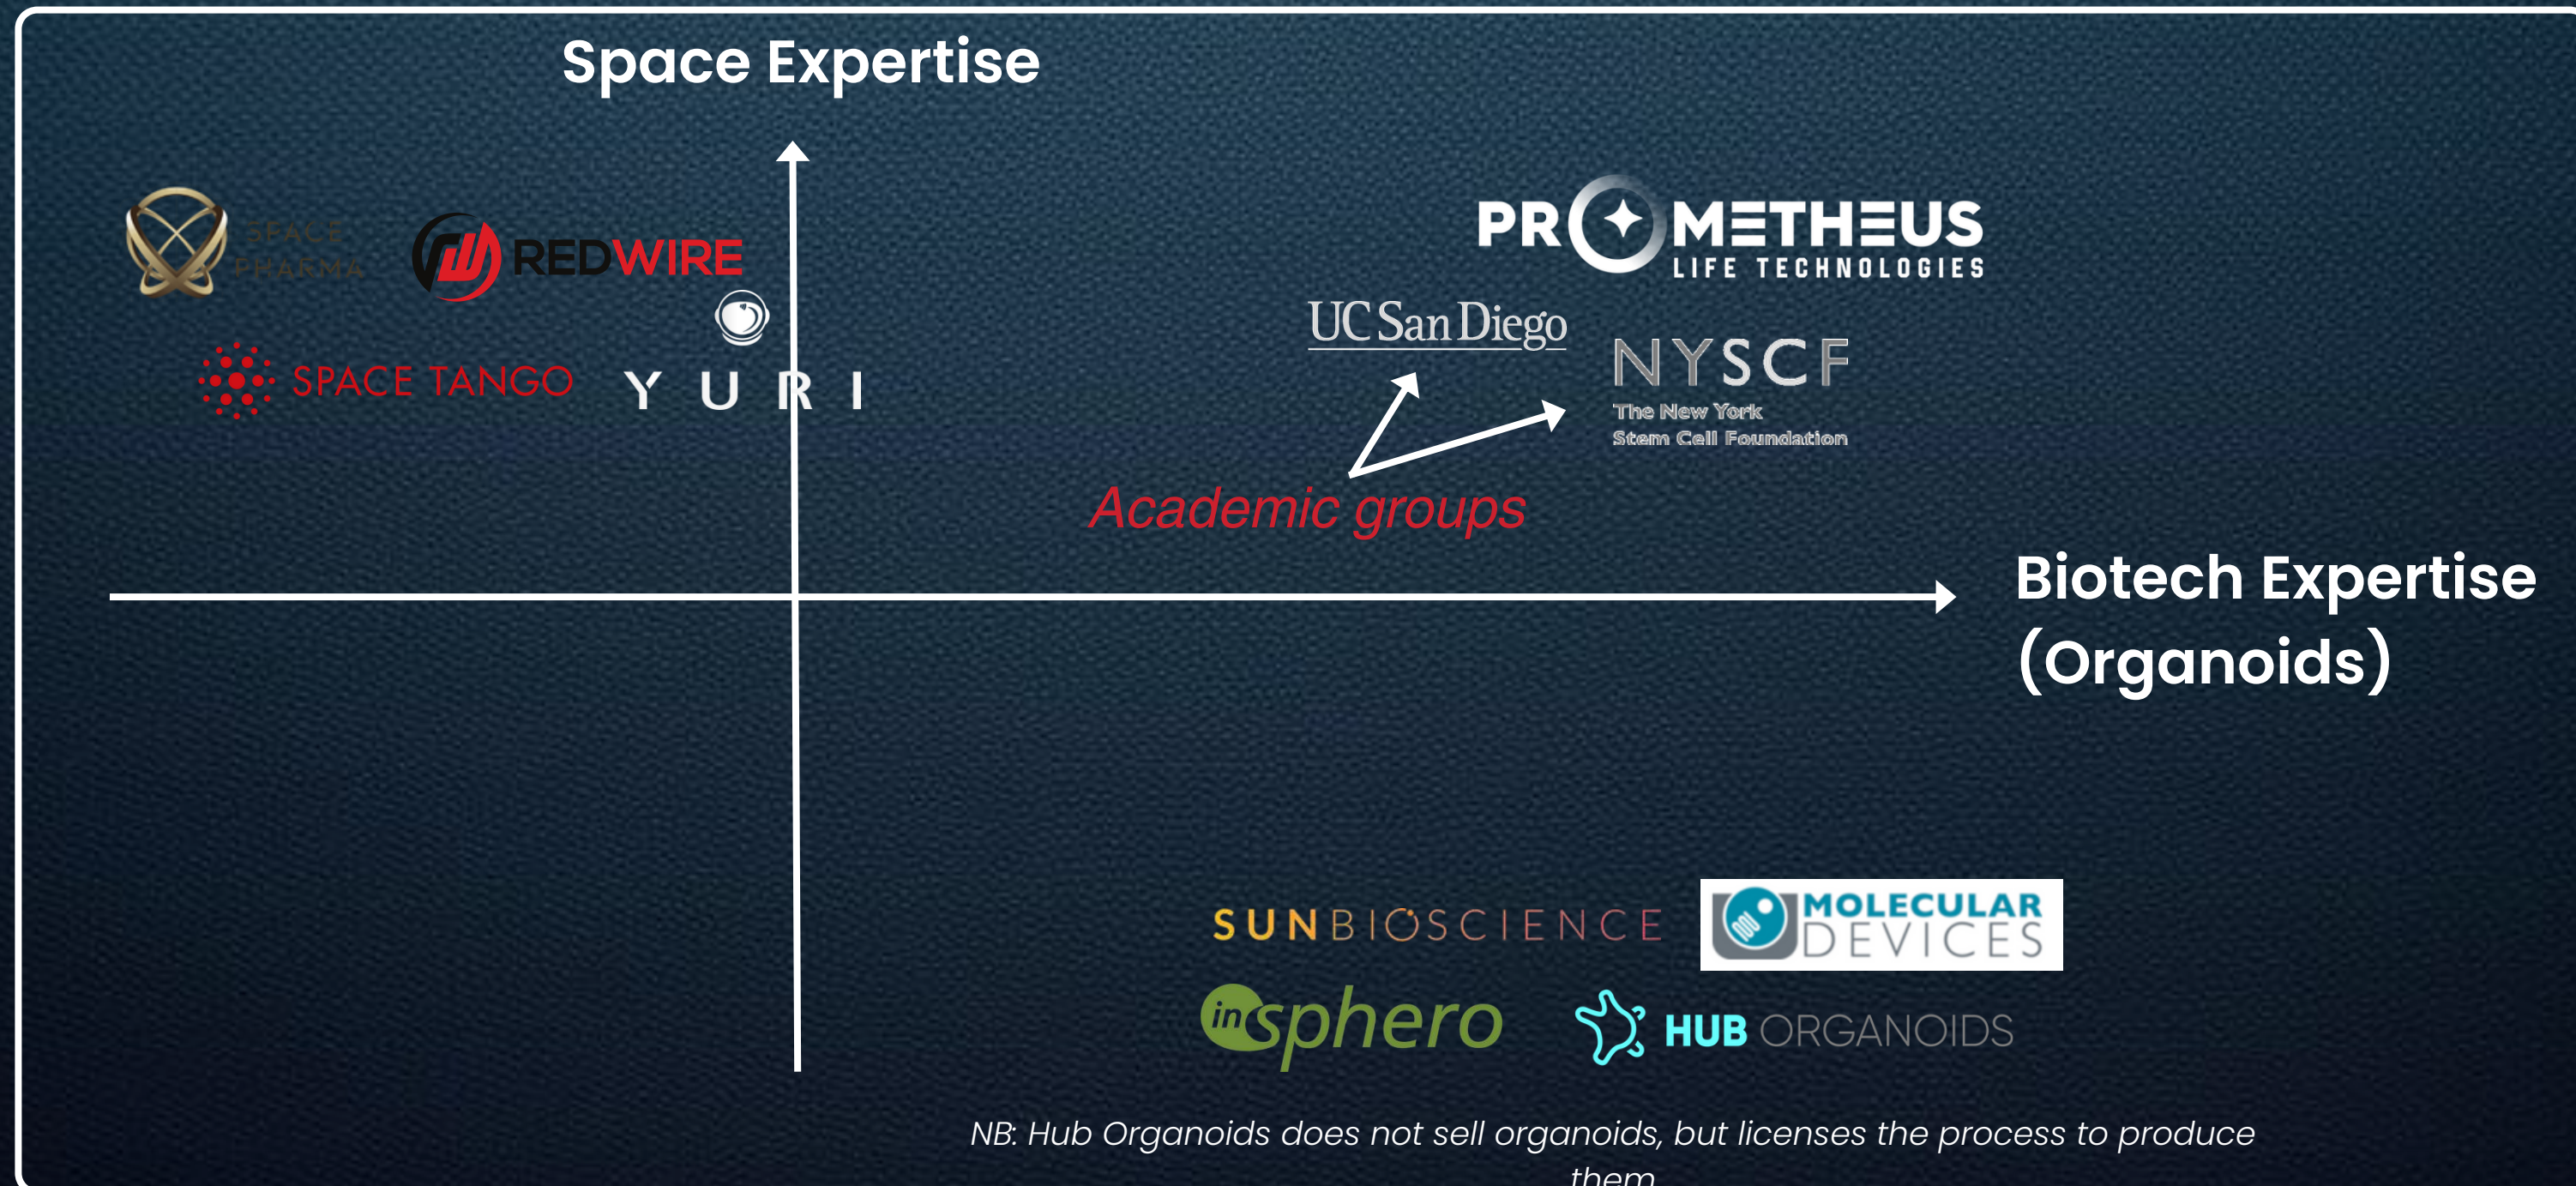 Space Expertise
SPACE
PHARMA
REDWIRE
PROMETHEUS
LIFE TECHNOLOGIES
UC San Diego
SPACE TANGO
YURI
NYSCF
The New York
Stem Cell Foundation
Academic groups
Biotech Expertise
(Organoids)
SUNBIOSCIENCE
MOLECULAR
DEVICES
insphero
HUB ORGANOIDS
NB: Hub Organoids does not sell organoids, but licenses the process to produce
them